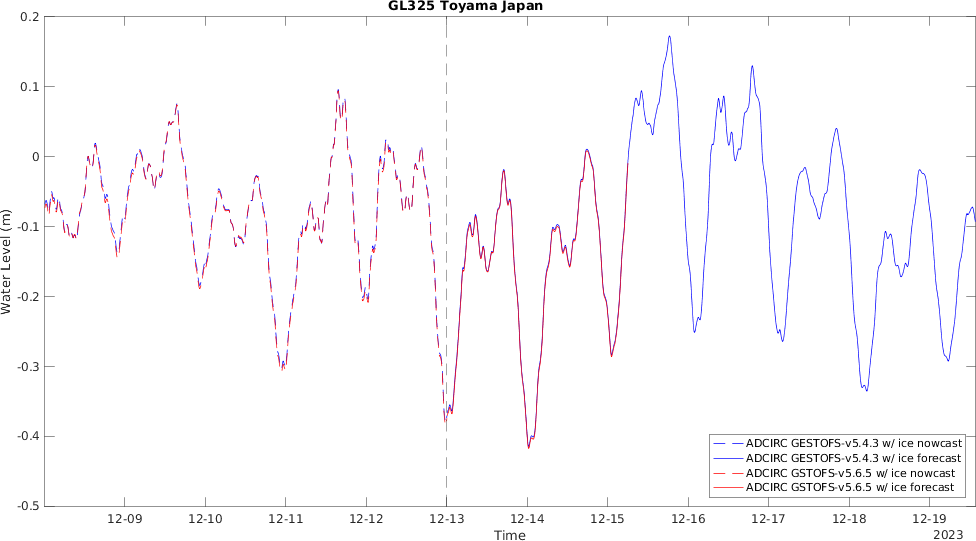 GL325 Toyama Japan
0.2
0.1
0
-0.1
-0.2
-0.3
-0.4
-0.5
Water Level (m)
12-09
12-10
12-11
12-12
12-13
12-14
12-15
12-16
12-17
12-18
12-19
Time
2023
ADCIRC GESTOFS-v5.4.3 w/ ice nowcast
ADCIRC GESTOFS-v5.4.3 w/ ice forecast
ADCIRC GSTOFS-v5.6.5 w/ ice nowcast
ADCIRC GSTOFS-v5.6.5 w/ ice forecast